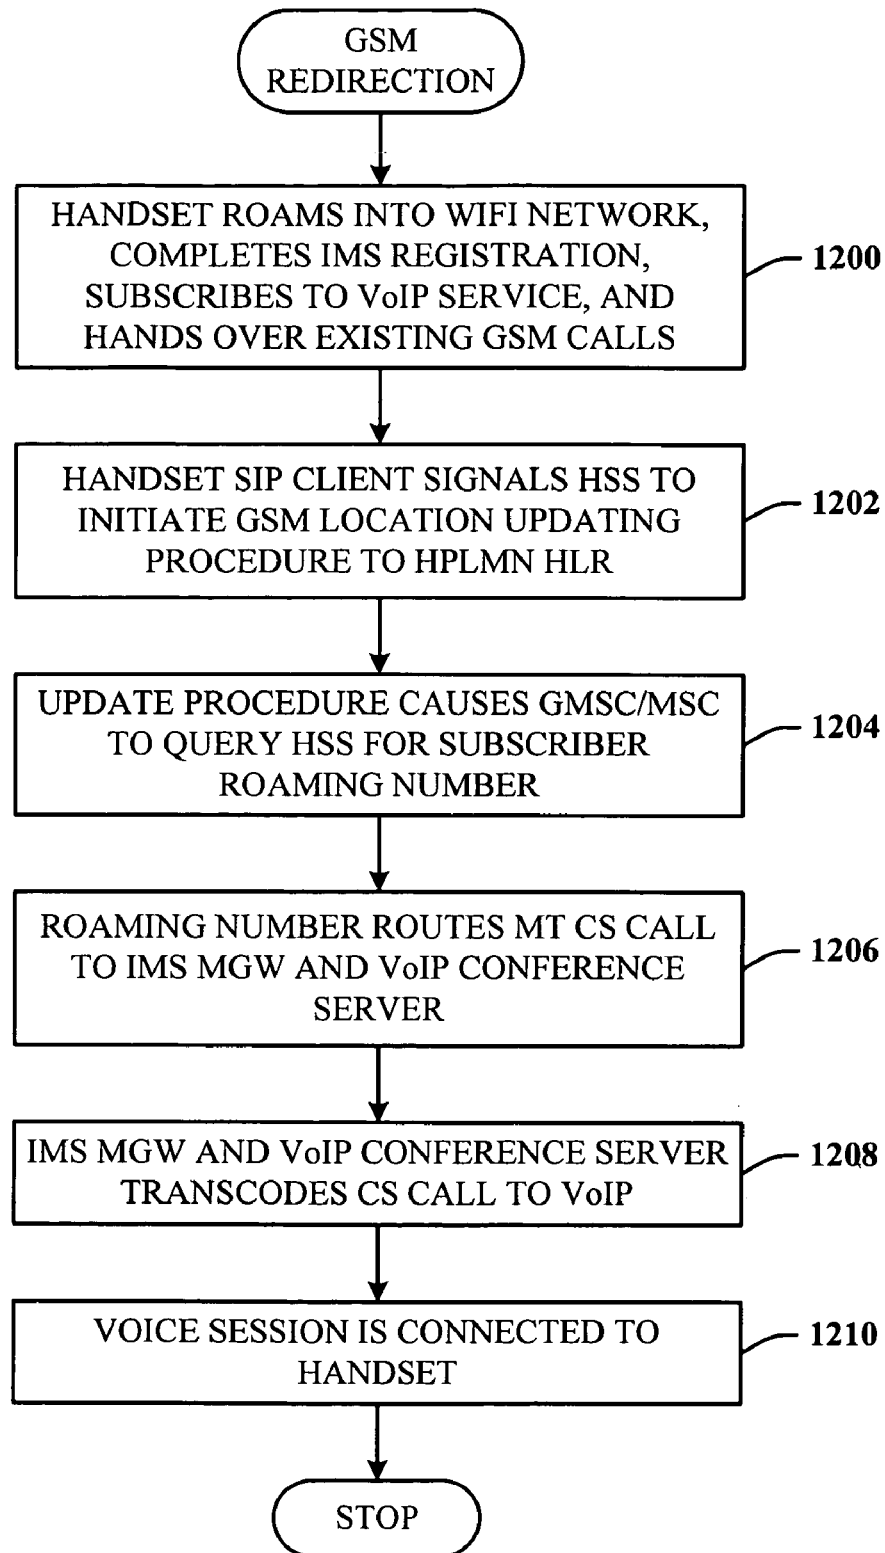 GSM
REDIRECTION
HANDSET ROAMS INTO WIFI NETWORK,
COMPLETES IMS REGISTRATION,
SUBSCRIBES TO VoIP SERVICE, AND
HANDS OVER EXISTING GSM CALLS
1200
HANDSET SIP CLIENT SIGNALS HSS TO
INITIATE GSM LOCATION UPDATING
PROCEDURE TO HPLMN HLR
1202
UPDATE PROCEDURE CAUSES GMSC/MSC
TO QUERY HSS FOR SUBSCRIBER
ROAMING NUMBER
1204
ROAMING NUMBER ROUTES MT CS CALL
TO IMS MGW AND VoIP CONFERENCE
SERVER
1206
IMS MGW AND VoIP CONFERENCE SERVER
TRANSCODES CS CALL TO VoIP
1208
VOICE SESSION IS CONNECTED TO
HANDSET
1210
STOP